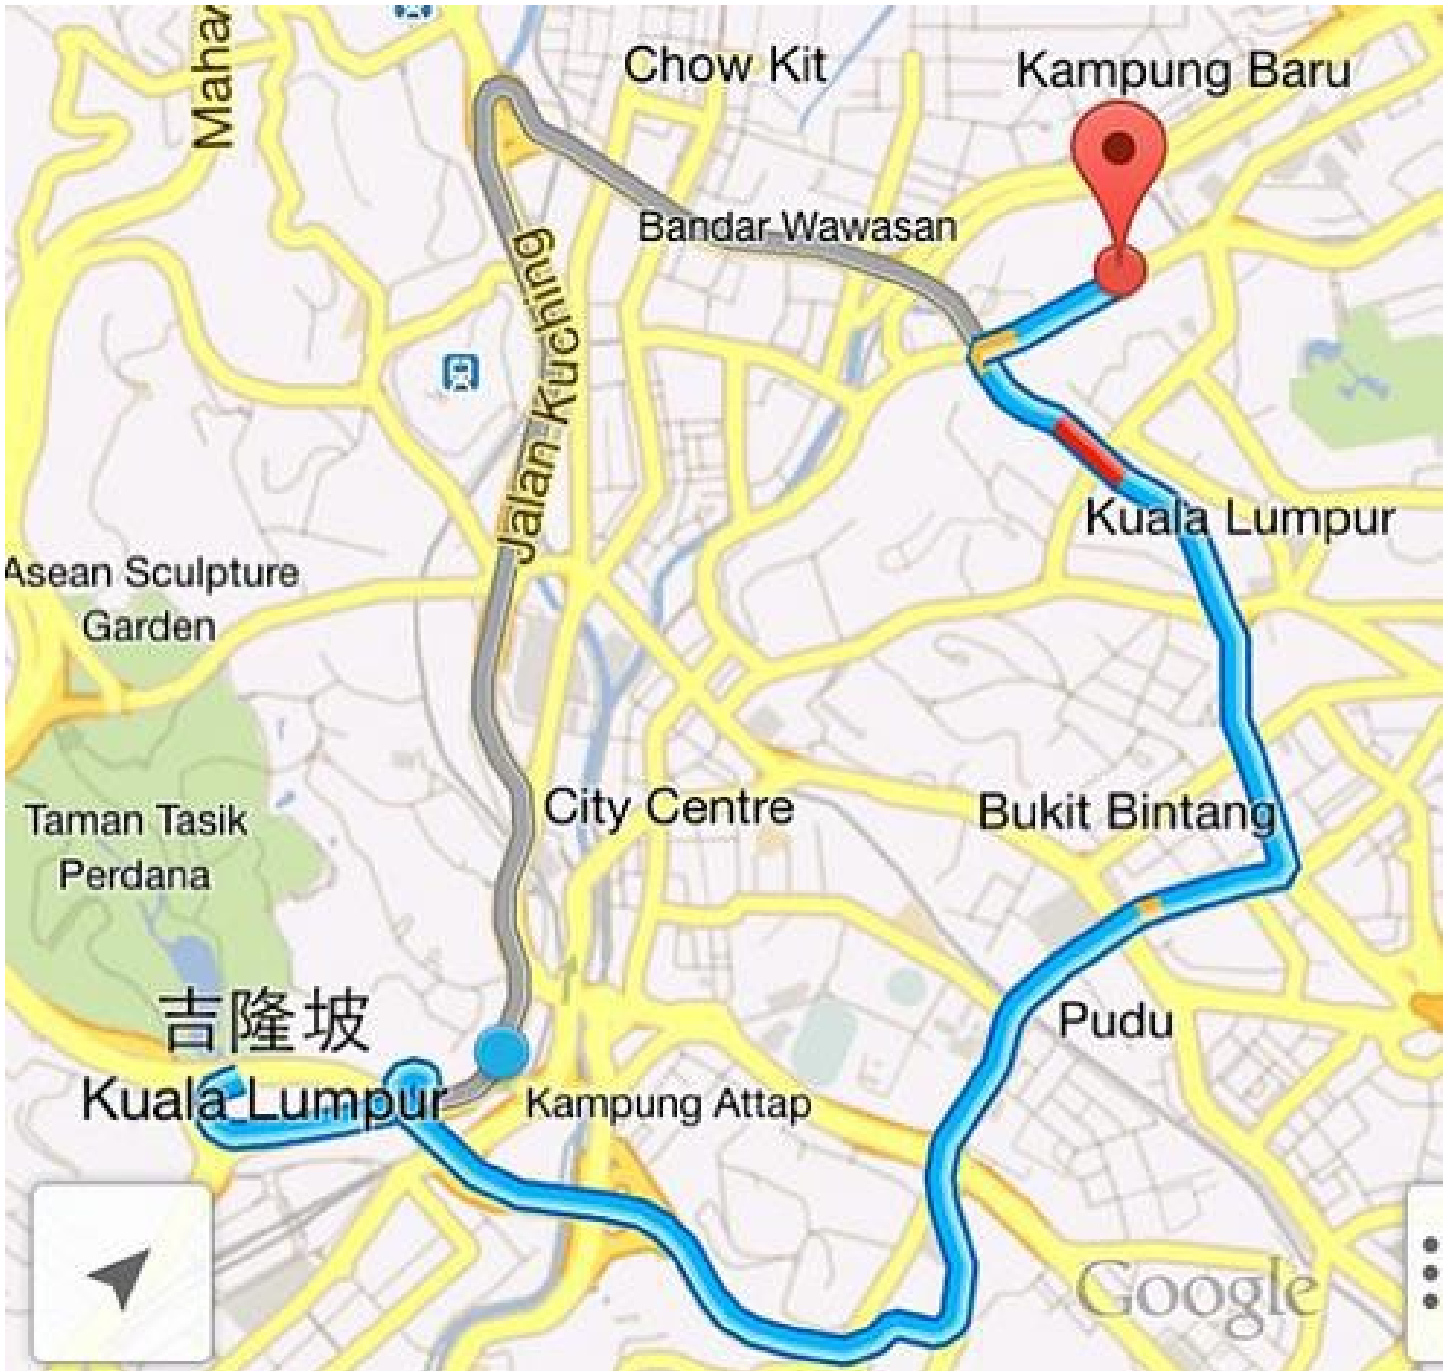 Maha
Chow Kit
Kampung Baru
Bandar Wawasan
Jalan Kuching
Kuala Lumpur
Asean Sculpture
Garden
City Centre
Bukit Bintang
Taman Tasik
Perdana
吉隆坡
Kuala Lumpur
Pudu
Kampung Attap
Google